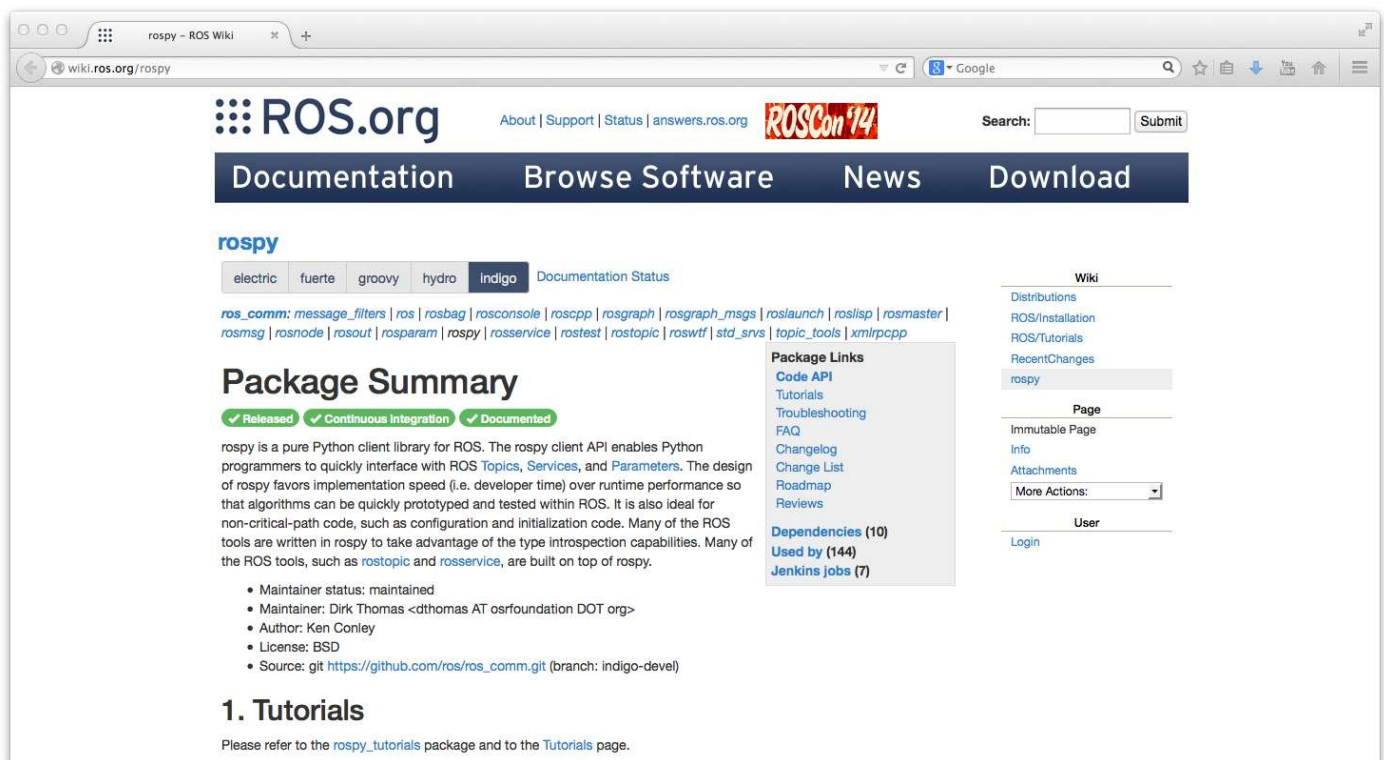 rospy – ROS Wiki
wiki.ros.org/rospy
Google
ROS.org
About | Support | Status | answers.ros.org
ROSCon '14
Search:
Submit
Documentation
Browse Software
News
Download
rospy
electric
fuerte
groovy
hydro
indigo
Documentation Status
ros_comm: message_filters | ros | rosbag | rosconsole | roscpp | rosgraph | rosgraph_msgs | roslaunch | roslisp | rosmaster |
rosmsg | rosnode | rosout | rosparam | rospy | rosservice | rostest | rostopic | roswtf | std_srvs | topic_tools | xmlrpcpp
Package Summary
Released
Continuous Integration
Documented
rospy is a pure Python client library for ROS. The rospy client API enables Python
programmers to quickly interface with ROS Topics, Services, and Parameters. The design
of rospy favors implementation speed (i.e. developer time) over runtime performance so
that algorithms can be quickly prototyped and tested within ROS. It is also ideal for
non-critical-path code, such as configuration and initialization code. Many of the ROS
tools are written in rospy to take advantage of the type introspection capabilities. Many of
the ROS tools, such as rostopic and rosservice, are built on top of rospy.
• Maintainer status: maintained
• Maintainer: Dirk Thomas <dthomas AT osrfoundation DOT org>
• Author: Ken Conley
• License: BSD
• Source: git https://github.com/ros/ros_comm.git (branch: indigo-devel)
1. Tutorials
Please refer to the rospy_tutorials package and to the Tutorials page.
Package Links
Code API
Tutorials
Troubleshooting
FAQ
Changelog
Change List
Roadmap
Reviews
Dependencies (10)
Used by (144)
Jenkins jobs (7)
Wiki
Distributions
ROS/Installation
ROS/Tutorials
RecentChanges
rospy
Page
Immutable Page
Info
Attachments
More Actions:
User
Login